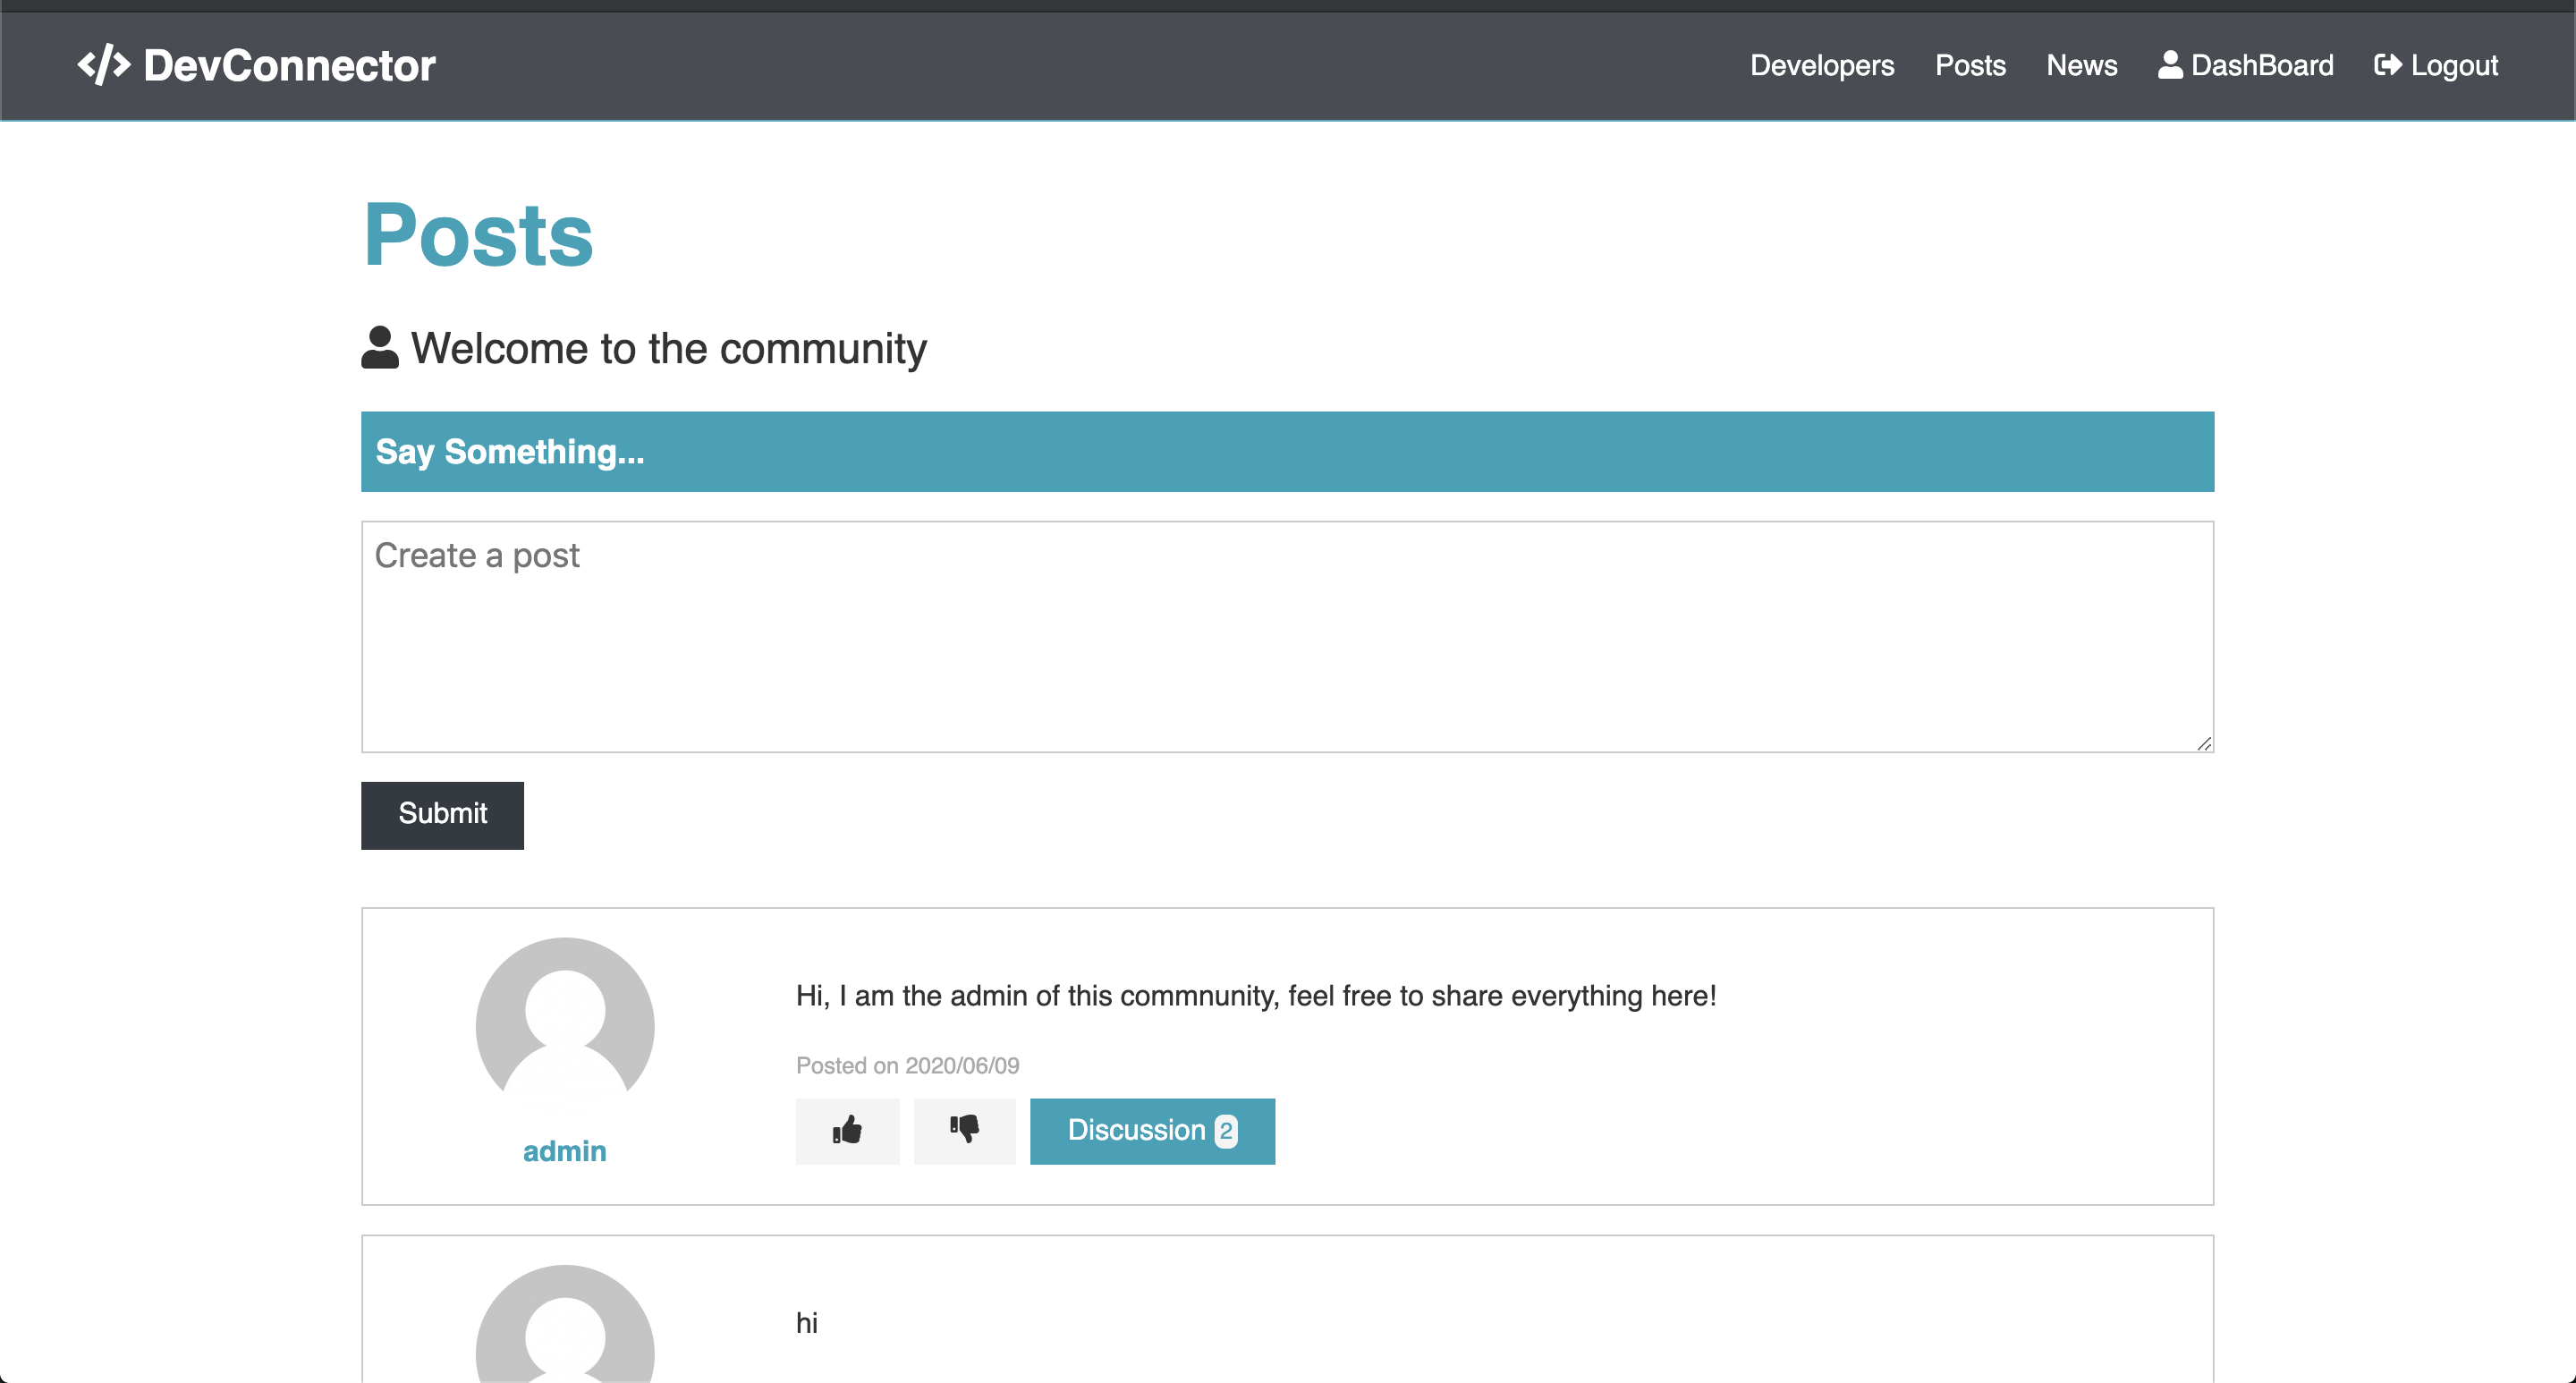 DevConnector
Developers Posts News DashBoard Logout
Posts
Welcome to the community
Say Something...
Create a post
Submit
Hi, I am the admin of this commnunity, feel free to share everything here!
Posted on 2020/06/09
Discussion 2
admin
hi